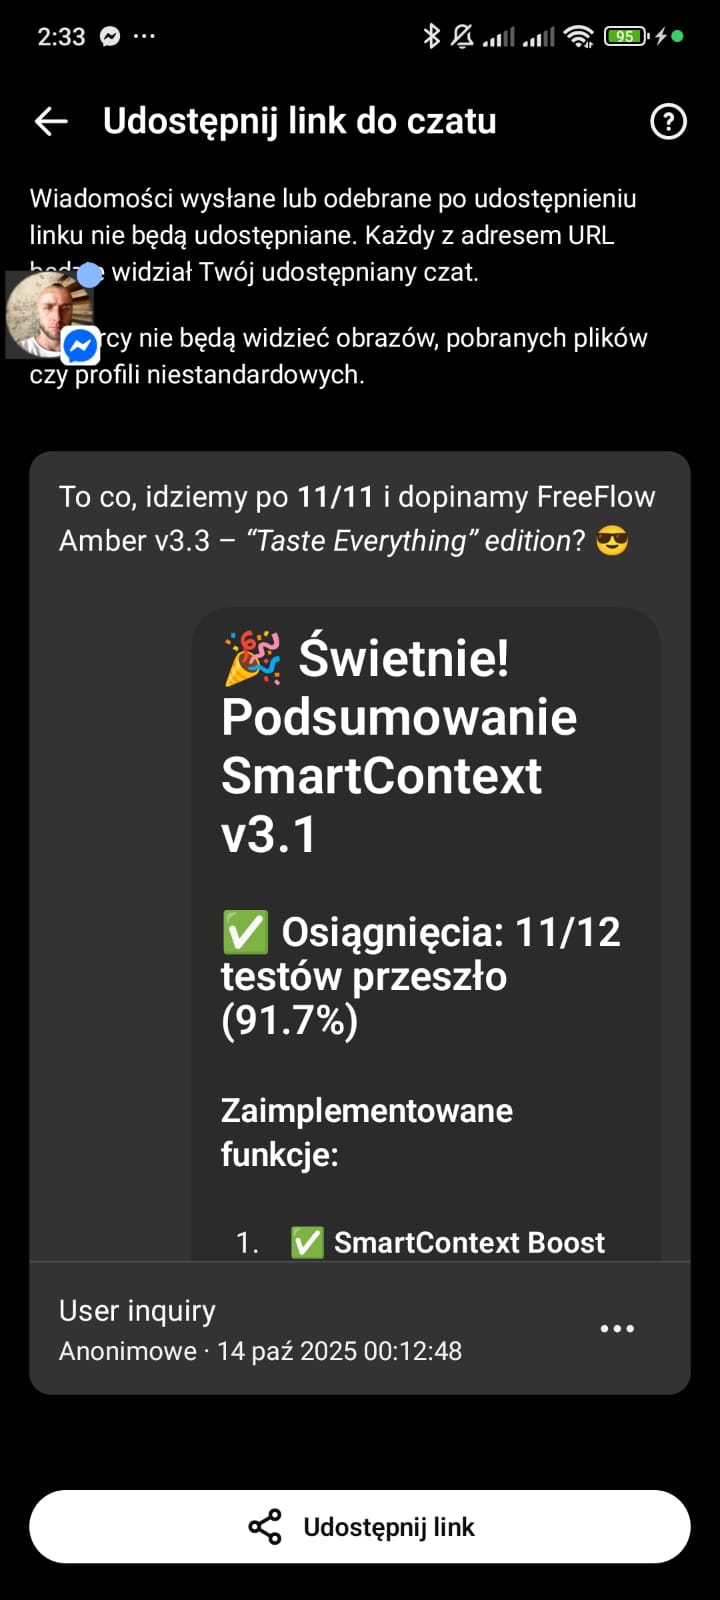 2:33
95
Udostępnij link do czatu
Wiadomości wysłane lub odebrane po udostępnieniu
linku nie będą udostępniane. Każdy z adresem URL
widział Twój udostępniany czat.
nie będą widzieć obrazów, pobranych plików
czy profili niestandardowych.
To co, idziemy po 11/11 i dopinamy FreeFlow
Amber v3.3 – “Taste Everything” edition? 😎
🎉 Świetnie!
Podsumowanie
SmartContext
v3.1
✅ Osiągnięcia: 11/12
testów przeszło
(91.7%)
Zaimplementowane
funkcje:
1. ✅ SmartContext Boost
User inquiry
Anonimowe · 14 paź 2025 00:12:48
Udostępnij link